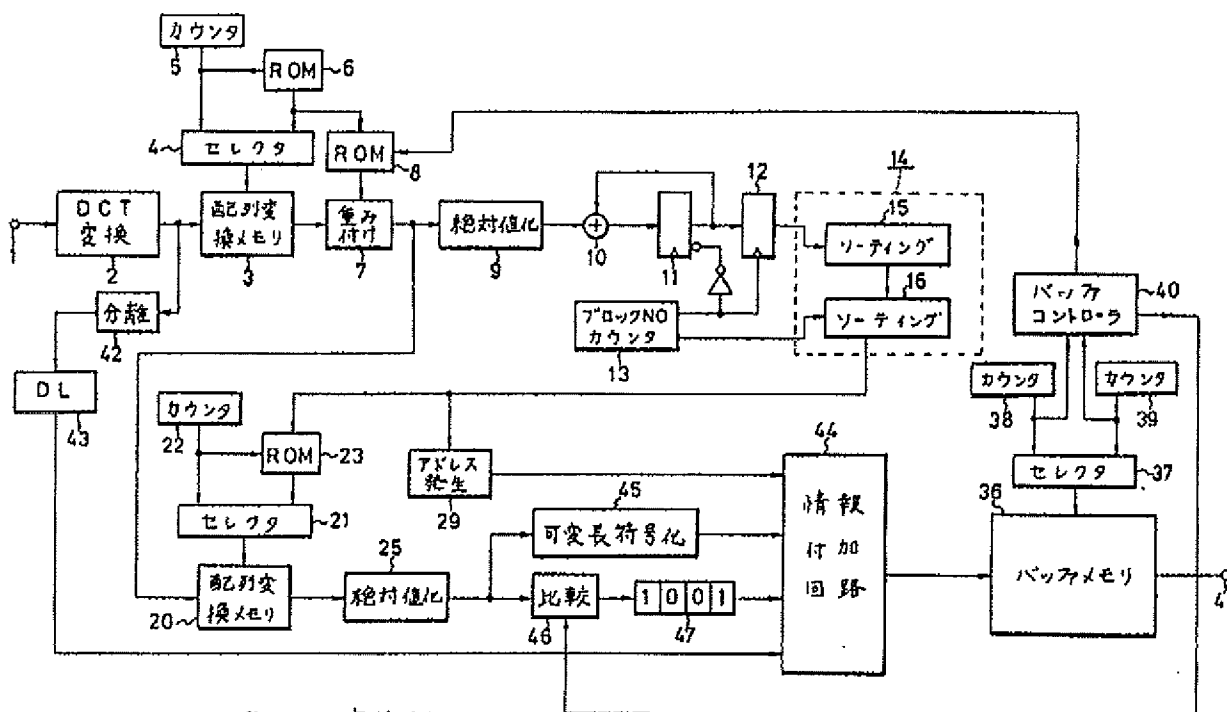 カウンタ
5
ROM
6
4
セレクタ
ROM
8
DCT
変換
2
配列変
換メモリ
3
重み
付け
7
絶対値化
9
10
11
12
14
15
ソーティング
16
ソーティング
ブロックNO
カウンタ
13
バッファ
コントローラ
40
分離
42
DL
43
カウンタ
22
ROM
23
セレクタ
21
アドレス
発生
29
カウンタ
38
カウンタ
39
セレクタ
37
44
情報
付加
回路
45
可変長符号化
36
バッファメモリ
4
配列変
換メモリ
20
25
絶対値化
比較
46
1 0 0 1
47